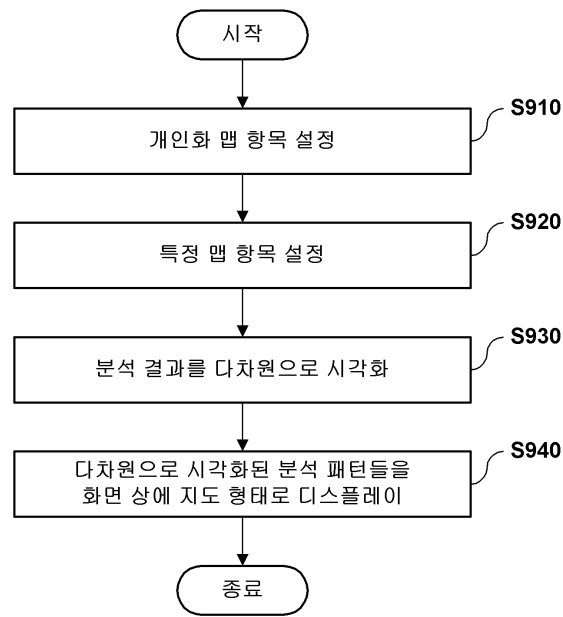 시작
S910
개인화 맵 항목 설정
S920
특정 맵 항목 설정
S930
분석 결과를 다차원으로 시각화
S940
다차원으로 시각화된 분석 패턴들을
화면 상에 지도 형태로 디스플레이
종료